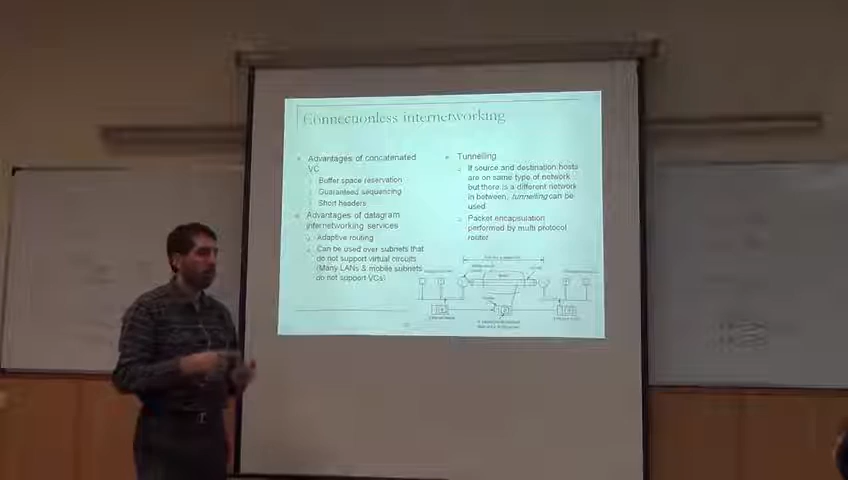 Connectionless internetworking
Advantages of concatenated
VC
Buffer space reservation
Guaranteed sequencing
Short headers
Advantages of datagram
internetworking services
Adaptive routing
Can be used over subnets that
do not support virtual circuits
(Many LANs & mobile subnets
do not support VCs)
Tunnelling
If source and destination hosts
are on same type of network
but there is a different network
in between, tunnelling can be
used
Packet encapsulation
performed by multi protocol
router